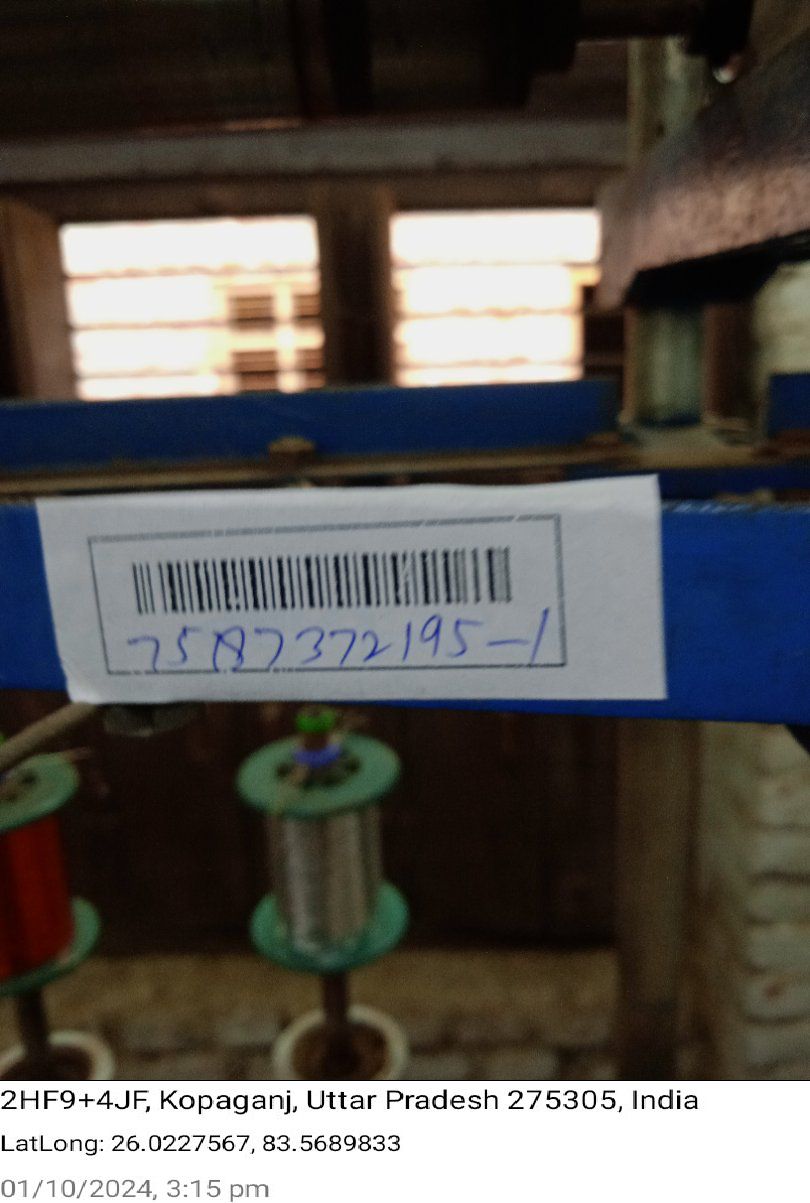 7587372195-1
2HF9+4JF, Kopaganj, Uttar Pradesh 275305, India
LatLong: 26.0227567, 83.5689833
01/10/2024, 3:15 pm